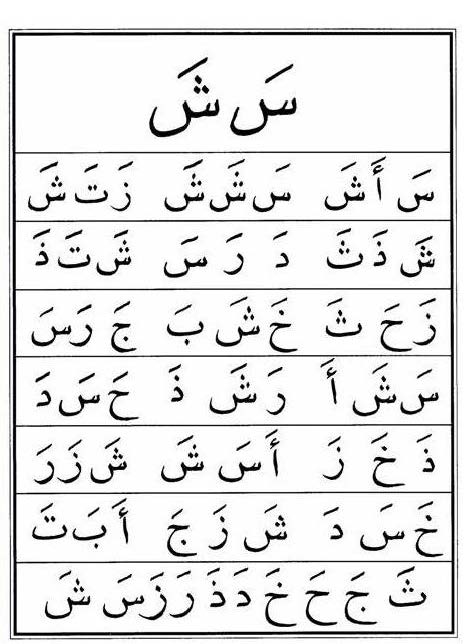 سَ شَ
سَ أَ شَ سَ شَ شَ زَ تَ شَ
شَ ذَ ثَ دَ رَ سَ شَ تَ ذَ
زَ حَ ثَ خَ شَ بَ جَ رَ سَ
سَ شَ أَ رَ شَ ذَ حَ سَ دَ
ذَ خَ زَ أَ سَ شَ شَ زَ رَ
خَ سَ دَ شَ زَ جَ أَ بَ تَ
ثَ جَ حَ خَ دَ ذَ رَ زَ سَ شَ